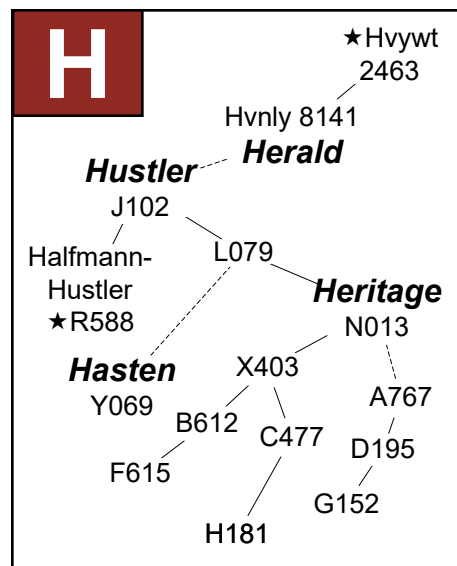 H
★Hvywt
2463
Hvnly 8141
Herald
Hustler
J102
L079
Halfmann-
Hustler
★R588
Heritage
N013
Hasten
Y069
X403
A767
B612
C477
D195
F615
G152
H181